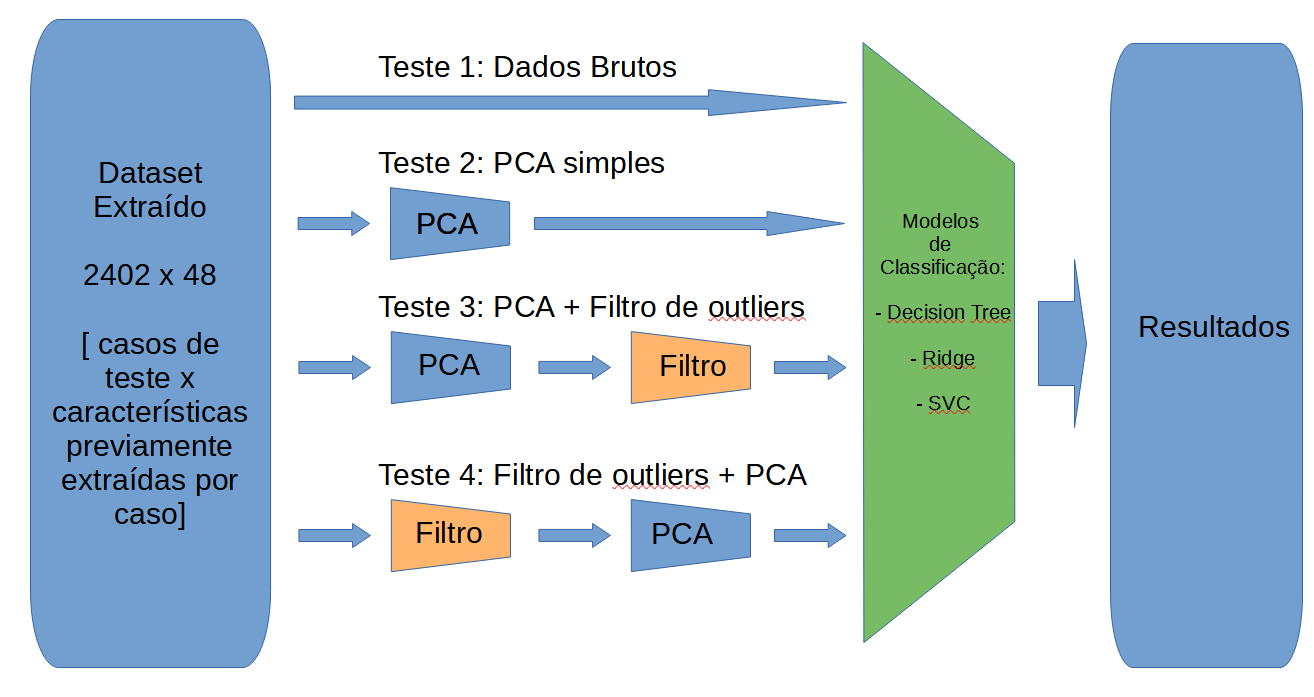 Dataset
Extraído
2402 x 48
[ casos de
teste x
características
previamente
extraídas por
caso]
Teste 1: Dados Brutos
Teste 2: PCA simples
PCA
Teste 3: PCA + Filtro de outliers
PCA
Filtro
Teste 4: Filtro de outliers + PCA
Filtro
PCA
Modelos
de
Classificação:
- Decision Tree
- Ridge
- SVC
Resultados